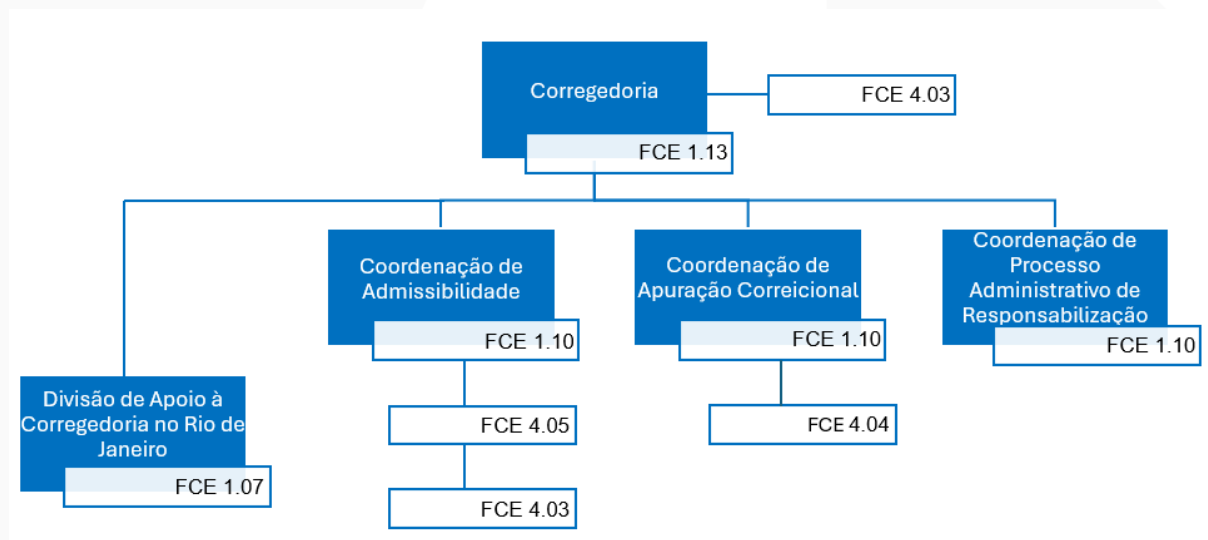 Corregedoria
FCE 4.03
FCE 1.13
Coordenação de
Admissibilidade
FCE 1.10
Coordenação de
Apuração Correicional
FCE 1.10
Coordenação de
Processo
Administrativo de
Responsabilização
FCE 1.10
Divisão de Apoio à
Corregedoria no Rio de
Janeiro
FCE 1.07
FCE 4.05
FCE 4.04
FCE 4.03